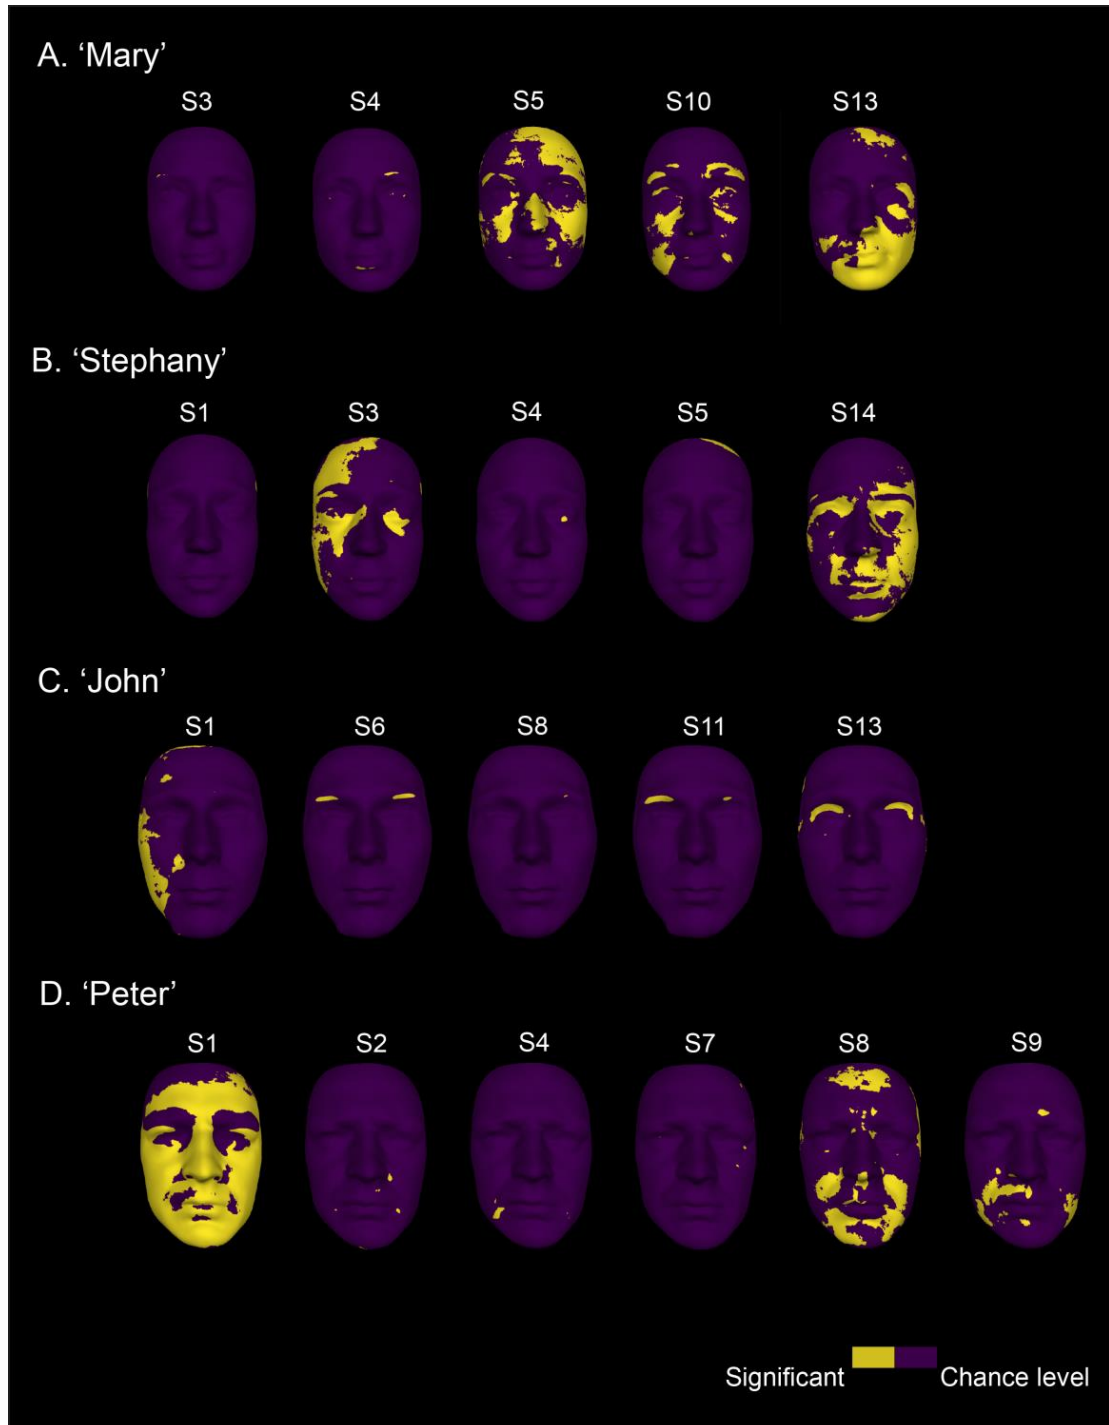 A. ‘Mary’
S3 S4 S5 S10 S13
B. ‘Stephany’
S1 S3 S4 S5 S14
C. ‘John’
S1 S6 S8 S11 S13
D. ‘Peter’
S1 S2 S4 S7 S8 S9
Significant Chance level